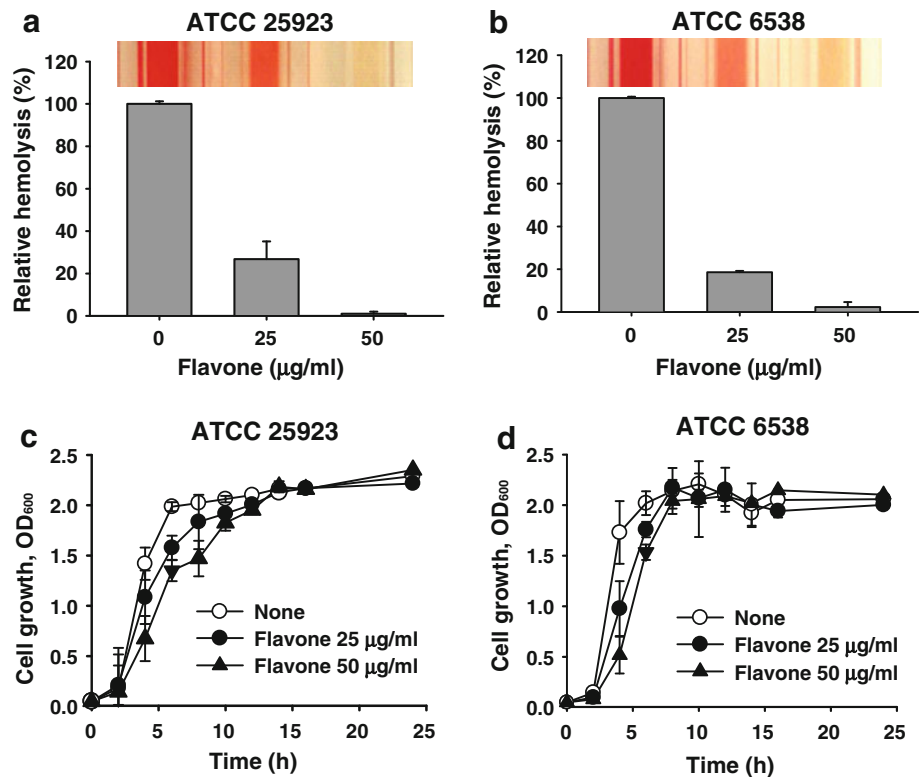 a
ATCC 25923
Relative hemolysis (%)
120
100
80
60
40
20
0
0 25 50
Flavone (μg/ml)
b
ATCC 6538
Relative hemolysis (%)
120
100
80
60
40
20
0
0 25 50
Flavone (μg/ml)
c
ATCC 25923
Cell growth, OD600
2.5
2.0
1.5
1.0
0.5
0.0
None
Flavone 25 μg/ml
Flavone 50 μg/ml
0 5 10 15 20 25
Time (h)
d
ATCC 6538
Cell growth, OD600
2.5
2.0
1.5
1.0
0.5
0.0
None
Flavone 25 μg/ml
Flavone 50 μg/ml
0 5 10 15 20 25
Time (h)